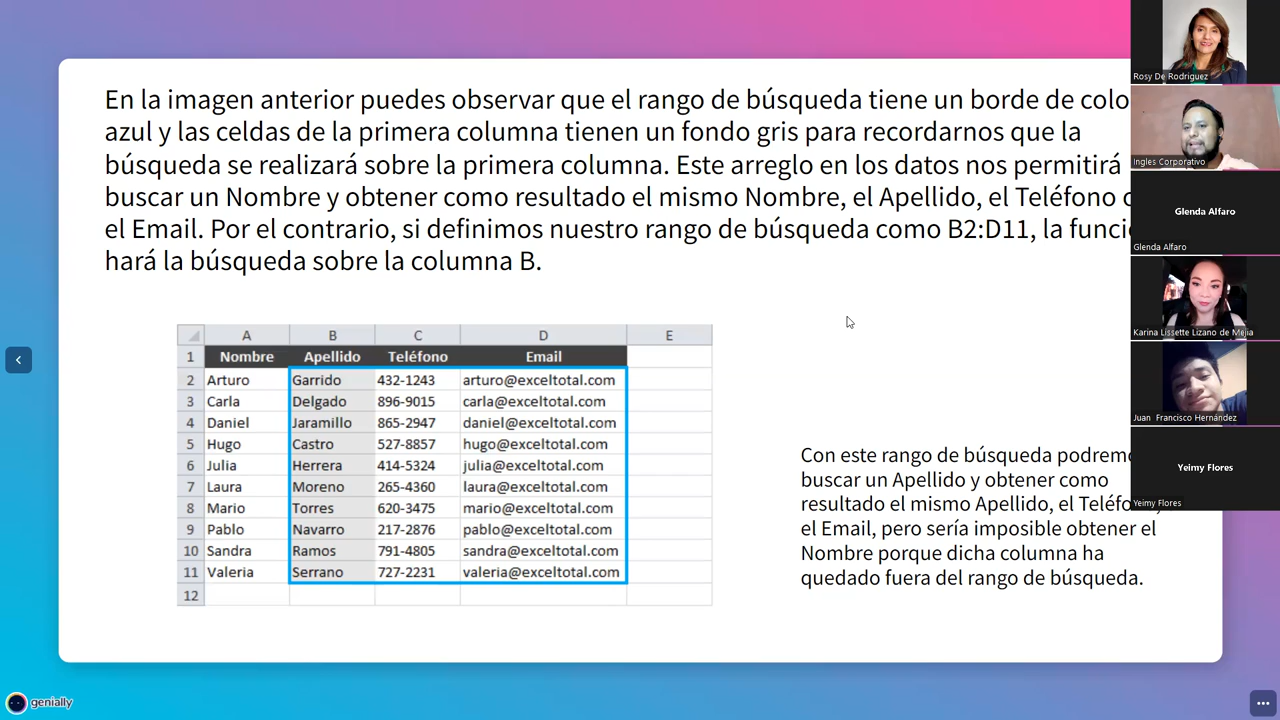 En la imagen anterior puedes observar que el rango de búsqueda tiene un borde de colo
azul y las celdas de la primera columna tienen un fondo gris para recordarnos que la
búsqueda se realizará sobre la primera columna. Este arreglo en los datos nos permitirá
buscar un Nombre y obtener como resultado el mismo Nombre, el Apellido, el Teléfono
el Email. Por el contrario, si definimos nuestro rango de búsqueda como B2:D11, la funci
hará la búsqueda sobre la columna B.
A B C D E
1 Nombre Apellido Teléfono Email
2 Arturo Garrido 432-1243 arturo@exceltotal.com
3 Carla Delgado 896-9015 carla@exceltotal.com
4 Daniel Jaramillo 865-2947 daniel@exceltotal.com
5 Hugo Castro 527-8857 hugo@exceltotal.com
6 Julia Herrera 414-5324 julia@exceltotal.com
7 Laura Moreno 265-4360 laura@exceltotal.com
8 Mario Torres 620-3475 mario@exceltotal.com
9 Pablo Navarro 217-2876 pablo@exceltotal.com
10 Sandra Ramos 791-4805 sandra@exceltotal.com
11 Valeria Serrano 727-2231 valeria@exceltotal.com
12
Con este rango de búsqueda podremo
buscar un Apellido y obtener como
resultado el mismo Apellido, el Teléfo
el Email, pero sería imposible obtener el
Nombre porque dicha columna ha
quedado fuera del rango de búsqueda.
Rosy De Rodriguez
Ingles Corporativo
Glenda Alfaro
Glenda Alfaro
Karina Lissette Lizano de Mejia
Juan Francisco Hernández
Yeimy Flores
Yeimy Flores
genially